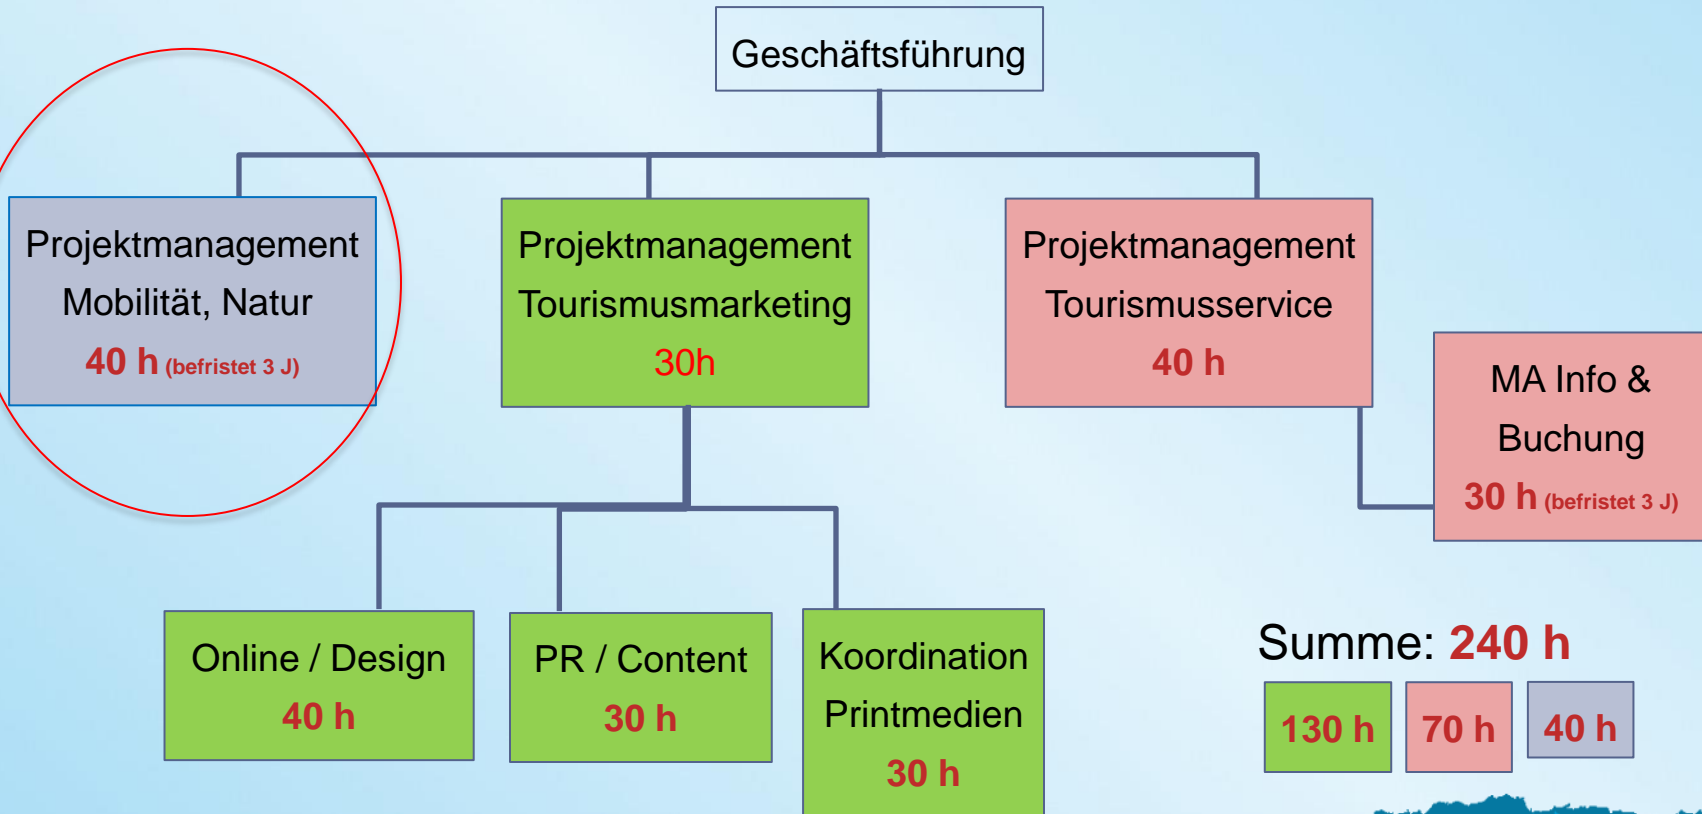 Geschäftsführung
Projektmanagement
Mobilität, Natur
40 h (befristet 3 J)
Projektmanagement
Tourismusmarketing
30h
Projektmanagement
Tourismusservice
40 h
MA Info &
Buchung
30 h (befristet 3 J)
Online / Design
40 h
PR / Content
30 h
Koordination
Printmedien
30 h
Summe: 240 h
130 h
70 h
40 h